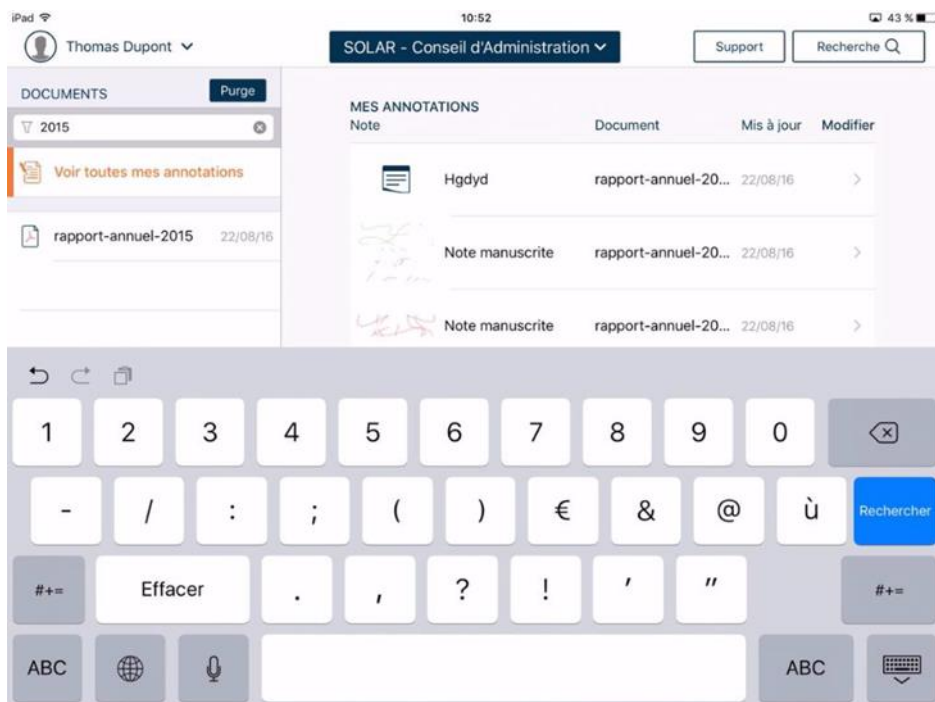 iPad 10:52 43 %
Thomas Dupont SOLAR - Conseil d'Administration Support Recherche
DOCUMENTS Purge
2015
Voir toutes mes annotations
rapport-annuel-2015 22/08/16
MES ANNOTATIONS
Note Document Mis à jour Modifier
Hgdyd rapport-annuel-20... 22/08/16
Note manuscrite rapport-annuel-20... 22/08/16
Note manuscrite rapport-annuel-20... 22/08/16
1 2 3 4 5 6 7 8 9 0
- / : ; ( ) € & @ ù Rechercher
#+= Effacer . , ? ! ' " #+=
ABC ABC